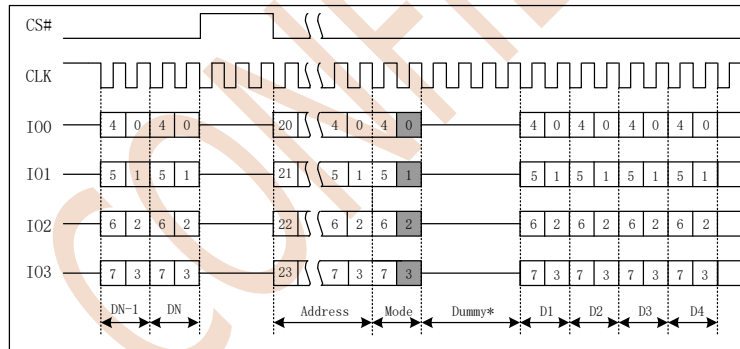 CS#
CLK
IO0 4 0 4 0 20 4 0 4 0 4 0 4 0 4 0 4 0
IO1 5 1 5 1 21 5 1 5 1 5 1 5 1 5 1 5 1
IO2 6 2 6 2 22 6 2 6 2 6 2 6 2 6 2 6 2
IO3 7 3 7 3 23 7 3 7 3 7 3 7 3 7 3 7 3
DN-1 DN Address Mode Dummy* D1 D2 D3 D4
CONFI